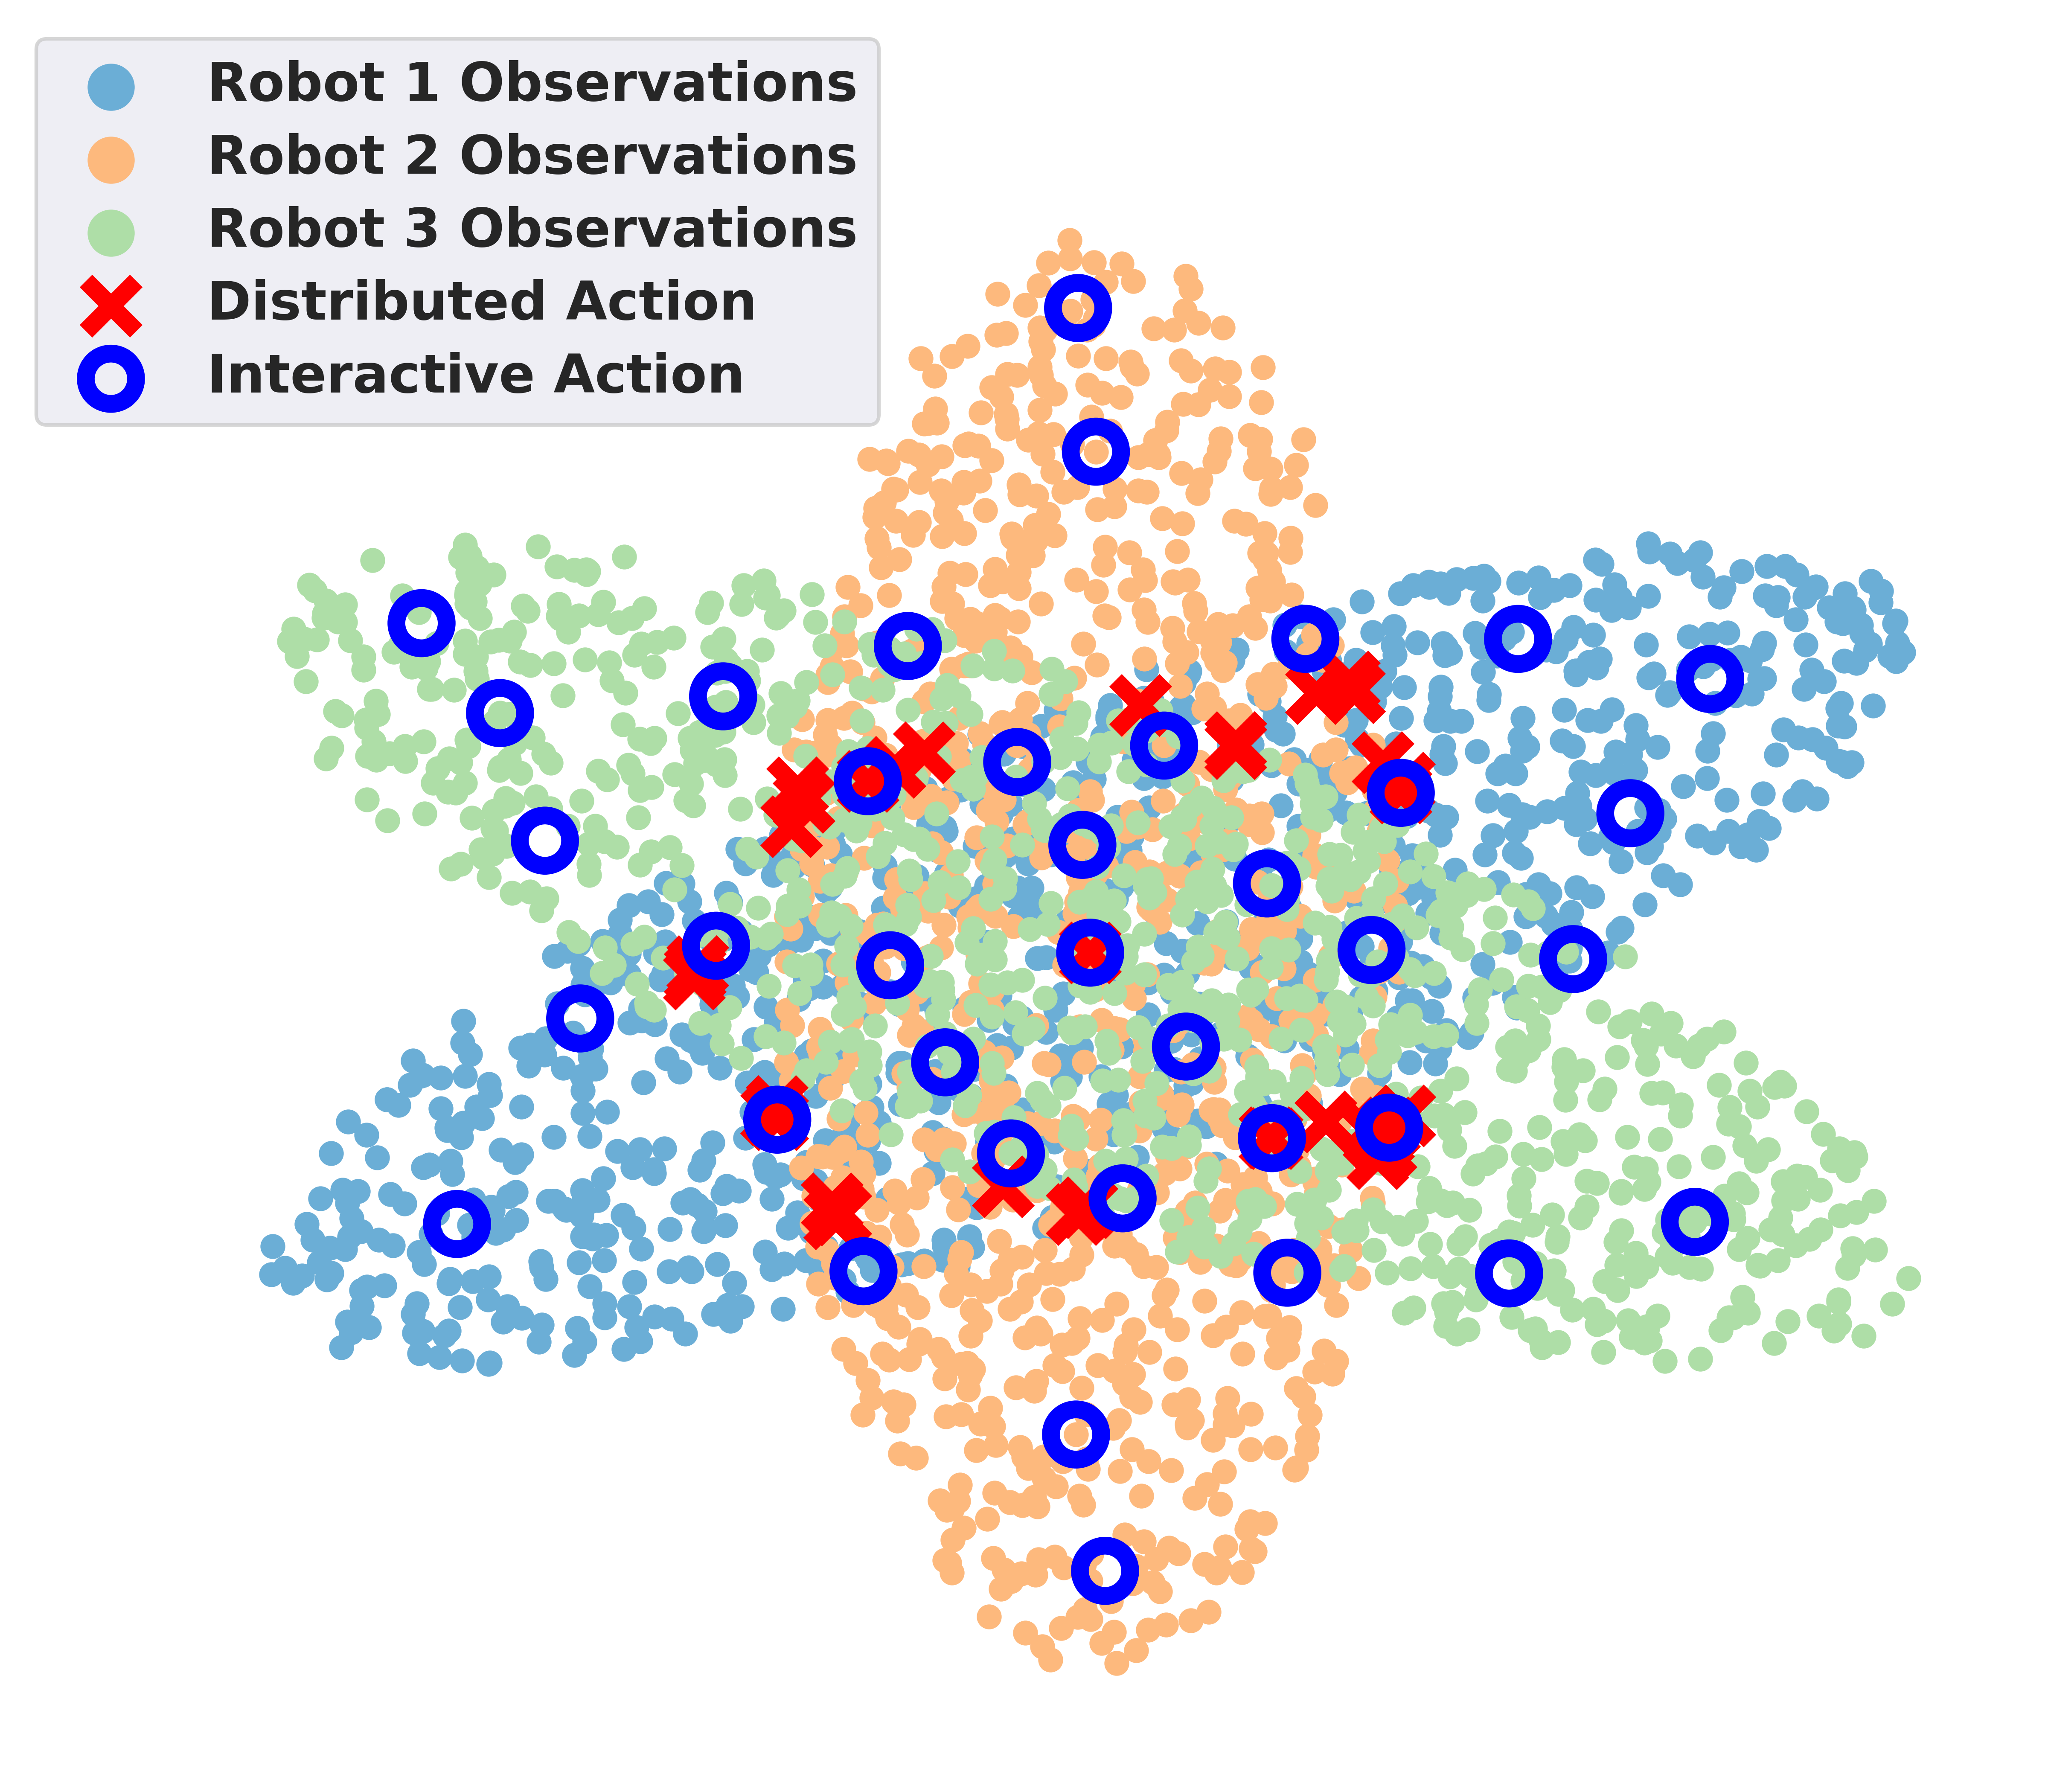 Robot 1 Observations
Robot 2 Observations
Robot 3 Observations
Distributed Action
Interactive Action